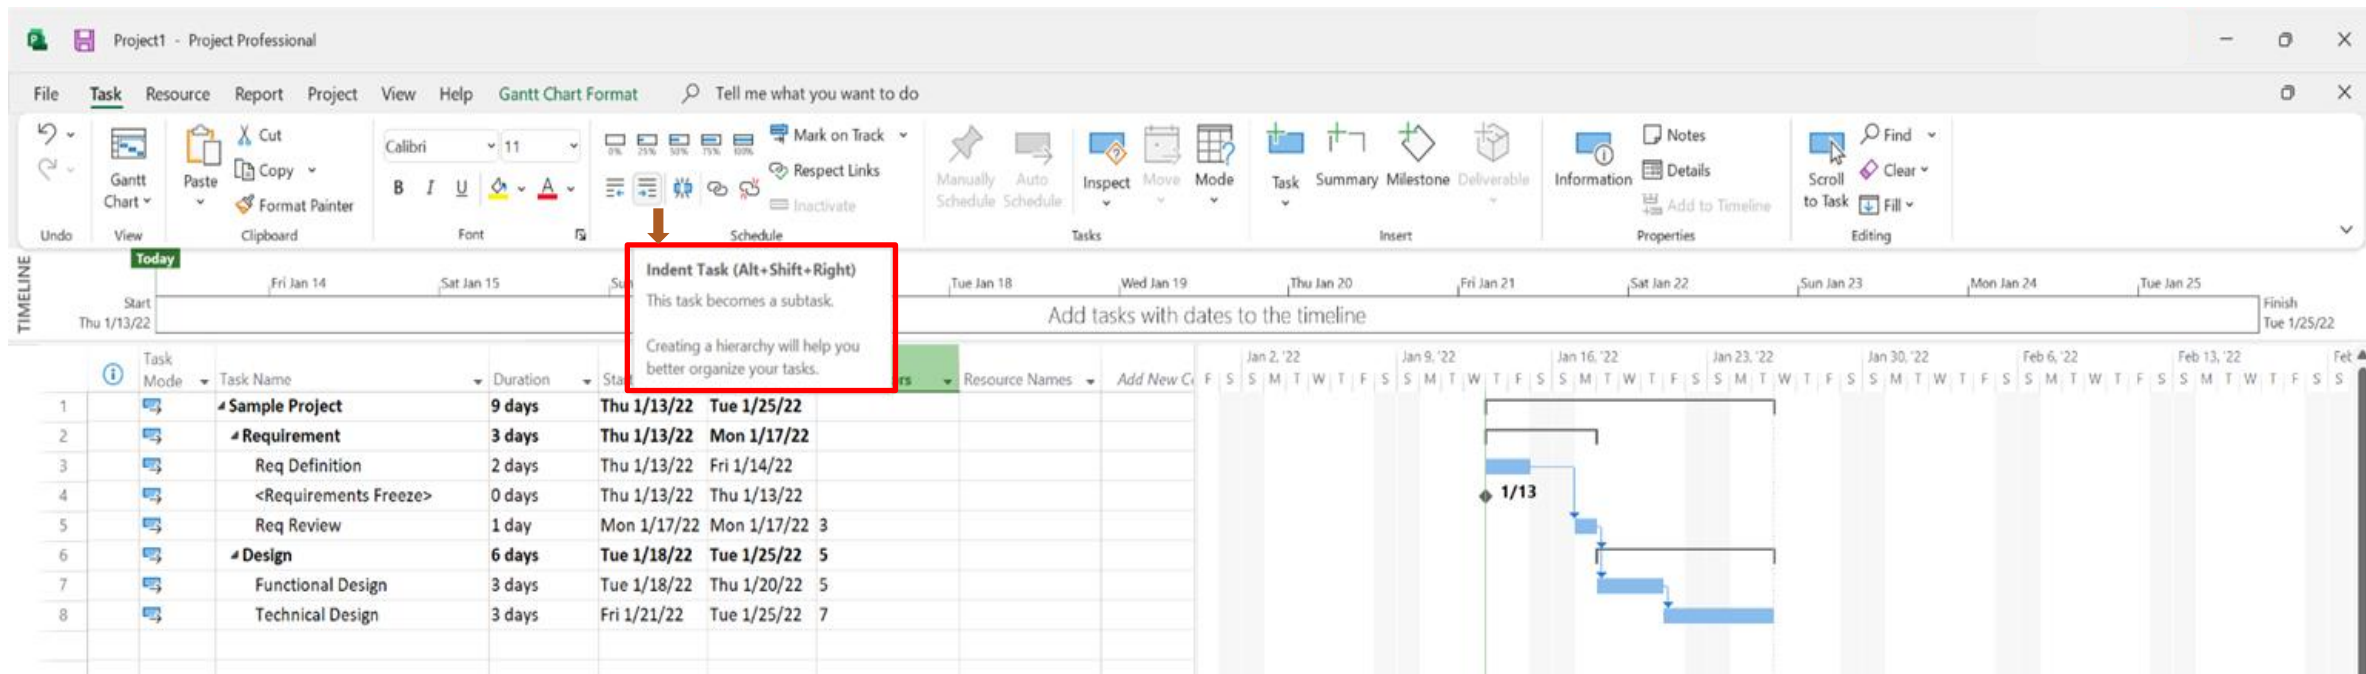 Project1 - Project Professional
File Task Resource Report Project View Help Gantt Chart Format Tell me what you want to do
Cut
Copy
Format Painter
Paste
Gantt
Chart
Calibri 11
B I U A
0% 25% 50% 75% 100%
Mark on Track
Respect Links
Inactivate
Manually
Schedule
Auto
Schedule
Inspect
Move
Mode
Task
Summary
Milestone
Deliverable
Information
Notes
Details
Add to Timeline
Scroll
to Task
Find
Clear
Fill
Undo View Clipboard Font Schedule Tasks Insert Properties Editing
TIMELINE
Today
Start
Thu 1/13/22
Fri Jan 14 Sat Jan 15 Sun Tue Jan 18 Wed Jan 19 Thu Jan 20 Fri Jan 21 Sat Jan 22 Sun Jan 23 Mon Jan 24 Tue Jan 25
Add tasks with dates to the timeline
Finish
Tue 1/25/22
Indent Task (Alt+Shift+Right)
This task becomes a subtask.
Creating a hierarchy will help you
better organize your tasks.
Task
Mode
Task Name Duration Start Resource Names Add New
Jan 2, '22 Jan 9, '22 Jan 16, '22 Jan 23, '22 Jan 30, '22 Feb 6, '22 Feb 13, '22 Feb
F S S M T W T F S S M T W T F S S M T W T F S S M T W T F S S M T W T F S S M T W T F S S M T W T F S S
1 Sample Project 9 days Thu 1/13/22 Tue 1/25/22
2 Requirement 3 days Thu 1/13/22 Mon 1/17/22
3 Req Definition 2 days Thu 1/13/22 Fri 1/14/22
4 <Requirements Freeze> 0 days Thu 1/13/22 Thu 1/13/22
1/13
5 Req Review 1 day Mon 1/17/22 Mon 1/17/22 3
6 Design 6 days Tue 1/18/22 Tue 1/25/22 5
7 Functional Design 3 days Tue 1/18/22 Thu 1/20/22 5
8 Technical Design 3 days Fri 1/21/22 Tue 1/25/22 7